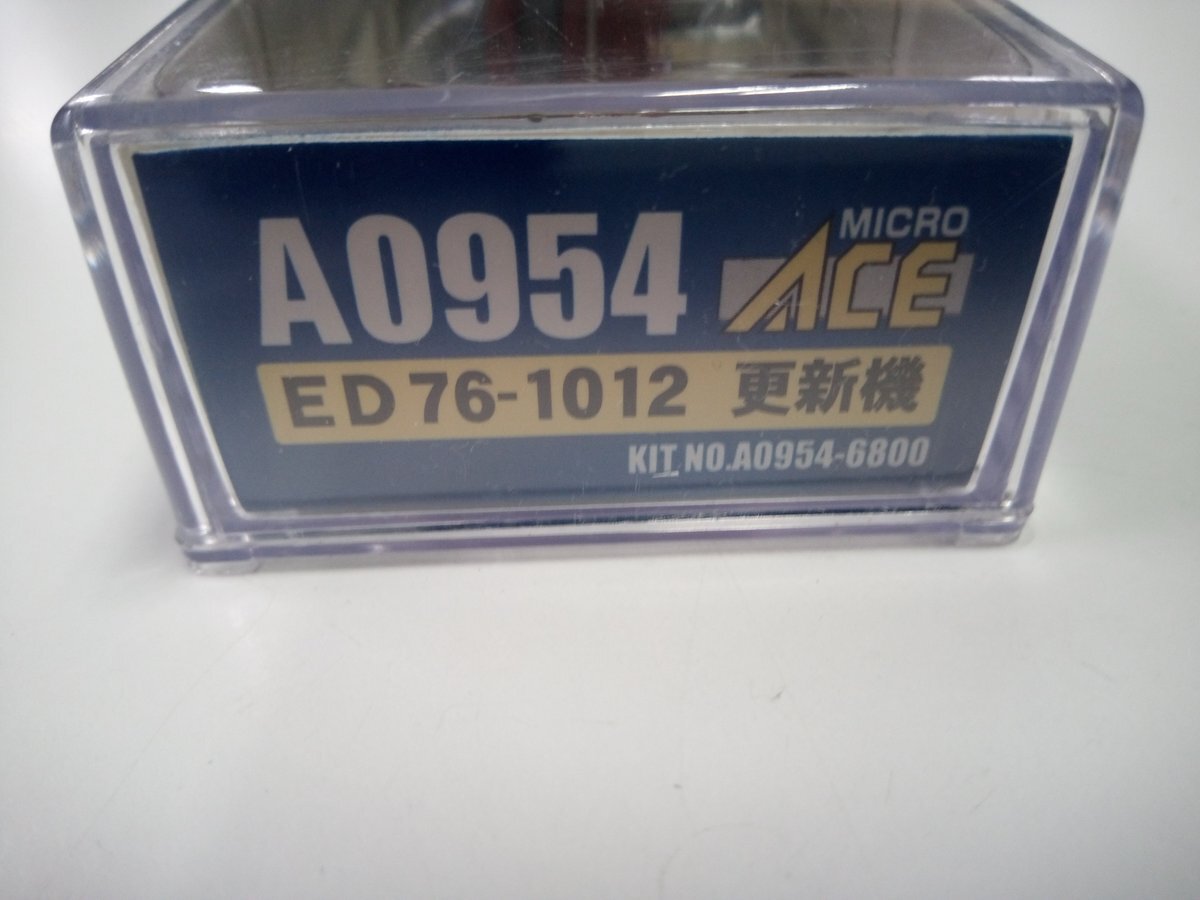 A0954
MICRO
ACE
ED76-1012 更新機
KIT NO.A0954-6800